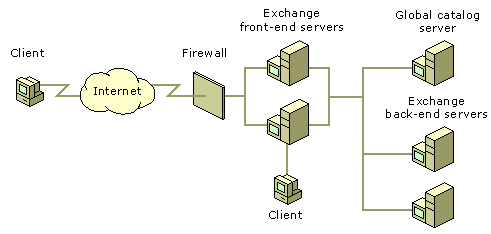 Exchange
front-end servers
Global catalog
server
Client
Internet
Firewall
Exchange
back-end servers
Client